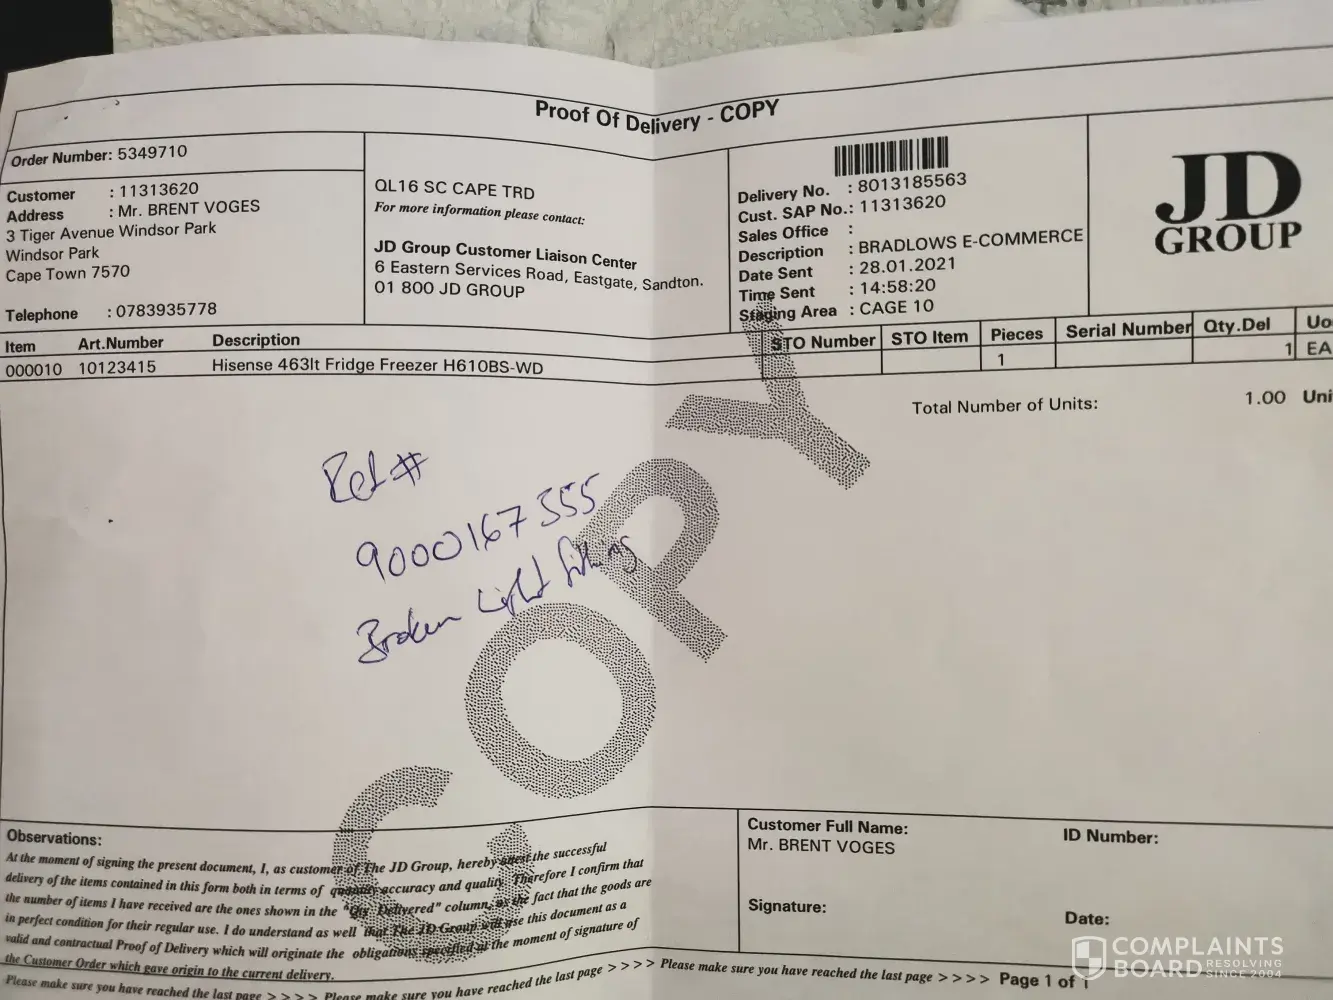 Proof Of Delivery - COPY
Order Number: 5349710
Customer : 11313620
Address : Mr. BRENT VOGES
3 Tiger Avenue Windsor Park
Windsor Park
Cape Town 7570
Telephone : 0783935778
QL16 SC CAPE TRD
For more information please contact:
JD Group Customer Liaison Center
6 Eastern Services Road, Eastgate, Sandton.
01 800 JD GROUP
Delivery No. : 8013185563
Cust. SAP No.: 11313620
Sales Office :
Description : BRADLOWS E-COMMERCE
Date Sent : 28.01.2021
Time Sent : 14:58:20
Staging Area : CAGE 10
JD
GROUP
Item Art.Number Description STO Number STO Item Pieces Serial Number Qty.Del Uo
000010 10123415 Hisense 463lt Fridge Freezer H610BS-WD 1 1 EA
Total Number of Units: 1.00 Uni
Ref #
9000167355
Broken Light fitting
COPY
Observations:
At the moment of signing the present document, I, as customer of The JD Group, hereby attest the successful
delivery of the items contained in this form both in terms of quantity accuracy and quality. Therefore I confirm that
the number of items I have received are the ones shown in the "Qty. Delivered" column, as the fact that the goods are
in perfect condition for their regular use. I do understand as well that The JD Group will use this document as a
valid and contractual Proof of Delivery which will originate the obligations specified at the moment of signature of
the Customer Order which gave origin to the current delivery.
Please make sure you have reached the last page > > > > Please make sure you have reached the last page > > > > Please make sure you have reached the last page > > > > Page 1 of 1
Customer Full Name:
Mr. BRENT VOGES
ID Number:
Signature:
Date:
COMPLAINTS
BOARD RESOLVING
SINCE 2004